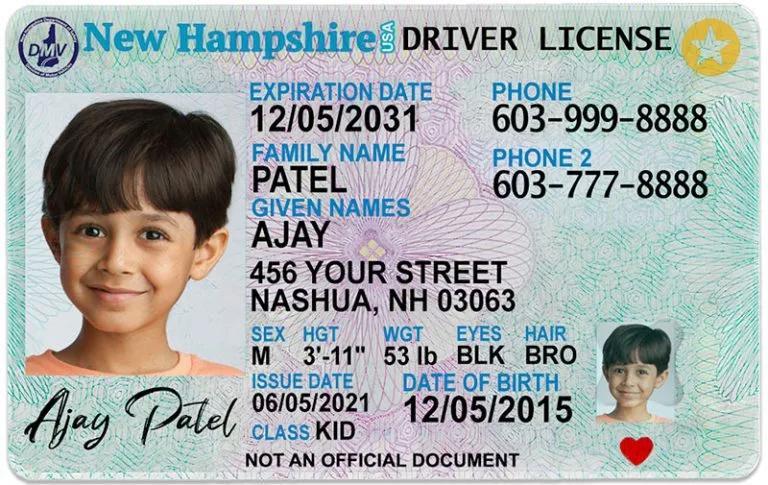 DMV New Hampshire USA DRIVER LICENSE
EXPIRATION DATE PHONE
12/05/2031 603-999-8888
FAMILY NAME PHONE 2
PATEL 603-777-8888
GIVEN NAMES
AJAY
456 YOUR STREET
NASHUA, NH 03063
SEX HGT WGT EYES HAIR
M 3'-11" 53 lb BLK BRO
ISSUE DATE DATE OF BIRTH
06/05/2021 12/05/2015
CLASS KID
Ajay Patel
NOT AN OFFICIAL DOCUMENT